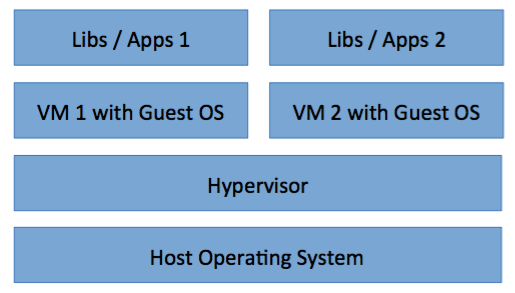 Libs / Apps 1
Libs / Apps 2
VM 1 with Guest OS
VM 2 with Guest OS
Hypervisor
Host Operating System